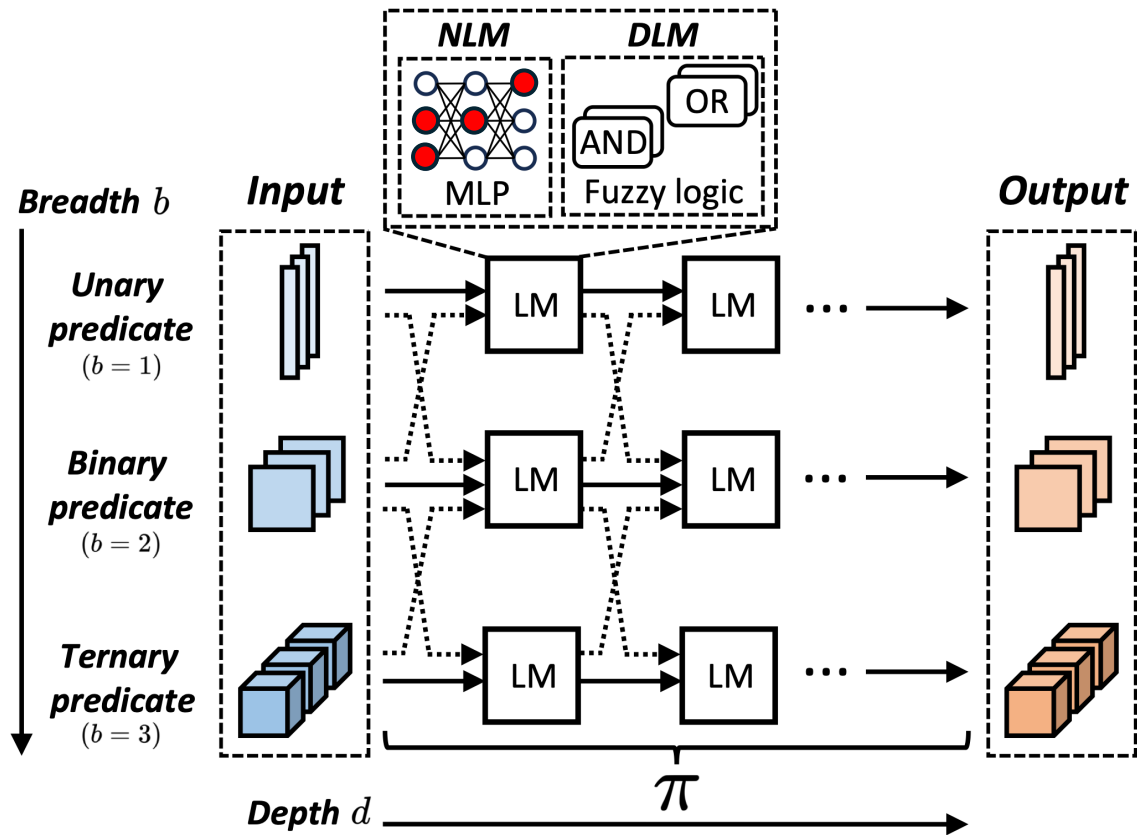 NLM DLM
OR
AND
MLP Fuzzy logic
Breadth b Input Output
Unary
predicate
(b = 1)
LM LM ...
Binary
predicate
(b = 2)
LM LM ...
Ternary
predicate
(b = 3)
LM LM ...
π
Depth d